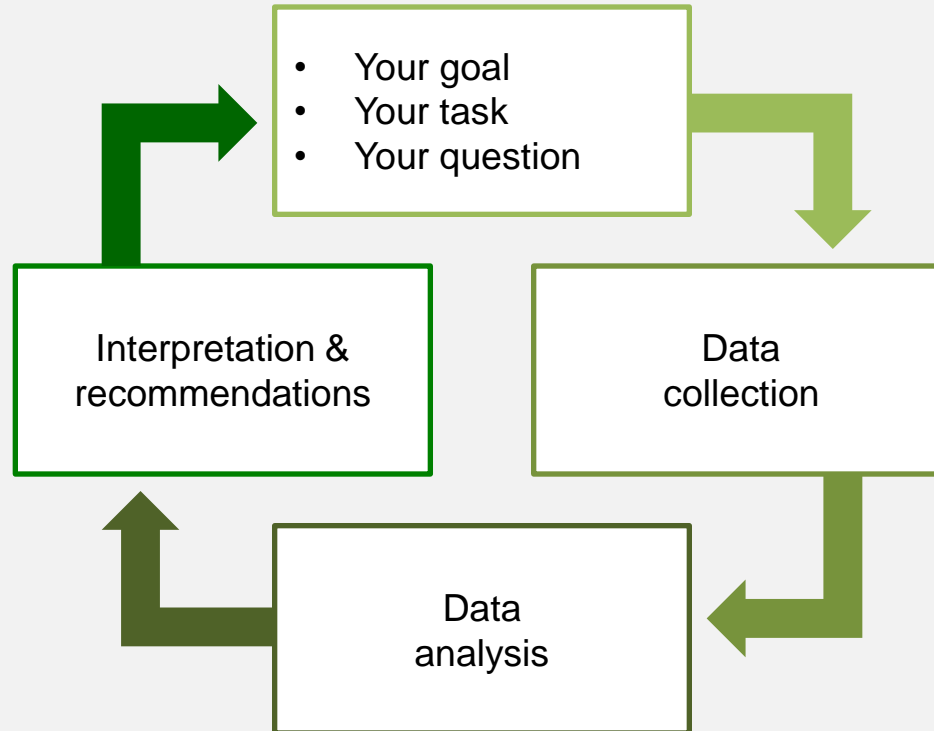 • Your goal
• Your task
• Your question
Data
collection
Data
analysis
Interpretation &
recommendations